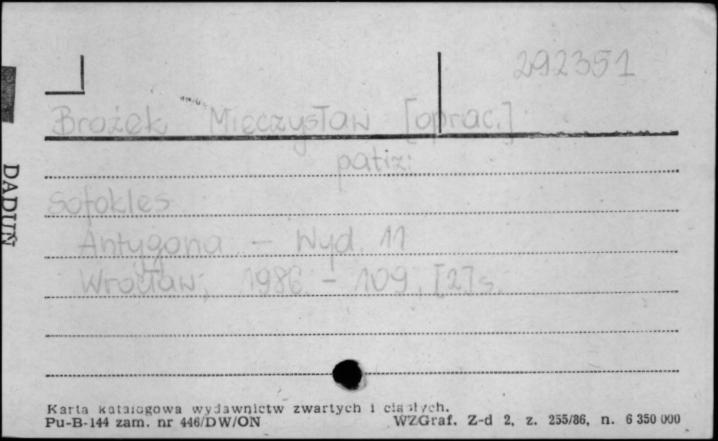 292351
Brożek Mieczysław [oprac.]
patrz:
Sofokles
Antygona - Wyd. 11
Wrocław, 1986 - 109, [2] s.
DADUŃ
Karta katalogowa wydawnictw zwartych i ciągłych.
Pu-B-144 zam. nr 446/DW/ON WZGraf. Z-d 2, z. 255/86, n. 6 350 000